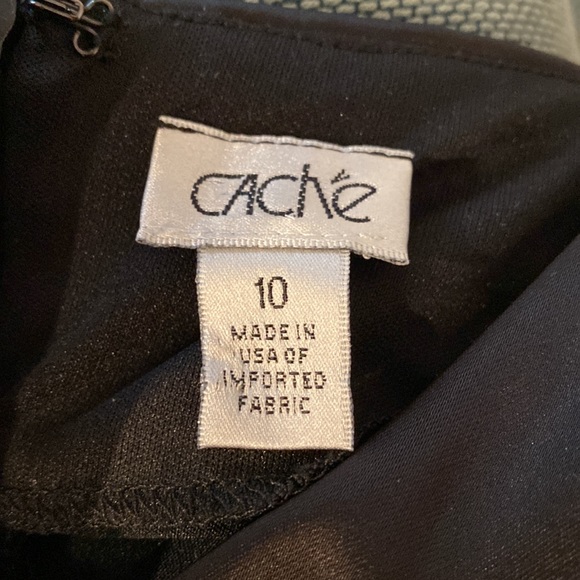 CAChé
10
MADE IN
USA OF
IMPORTED
FABRIC